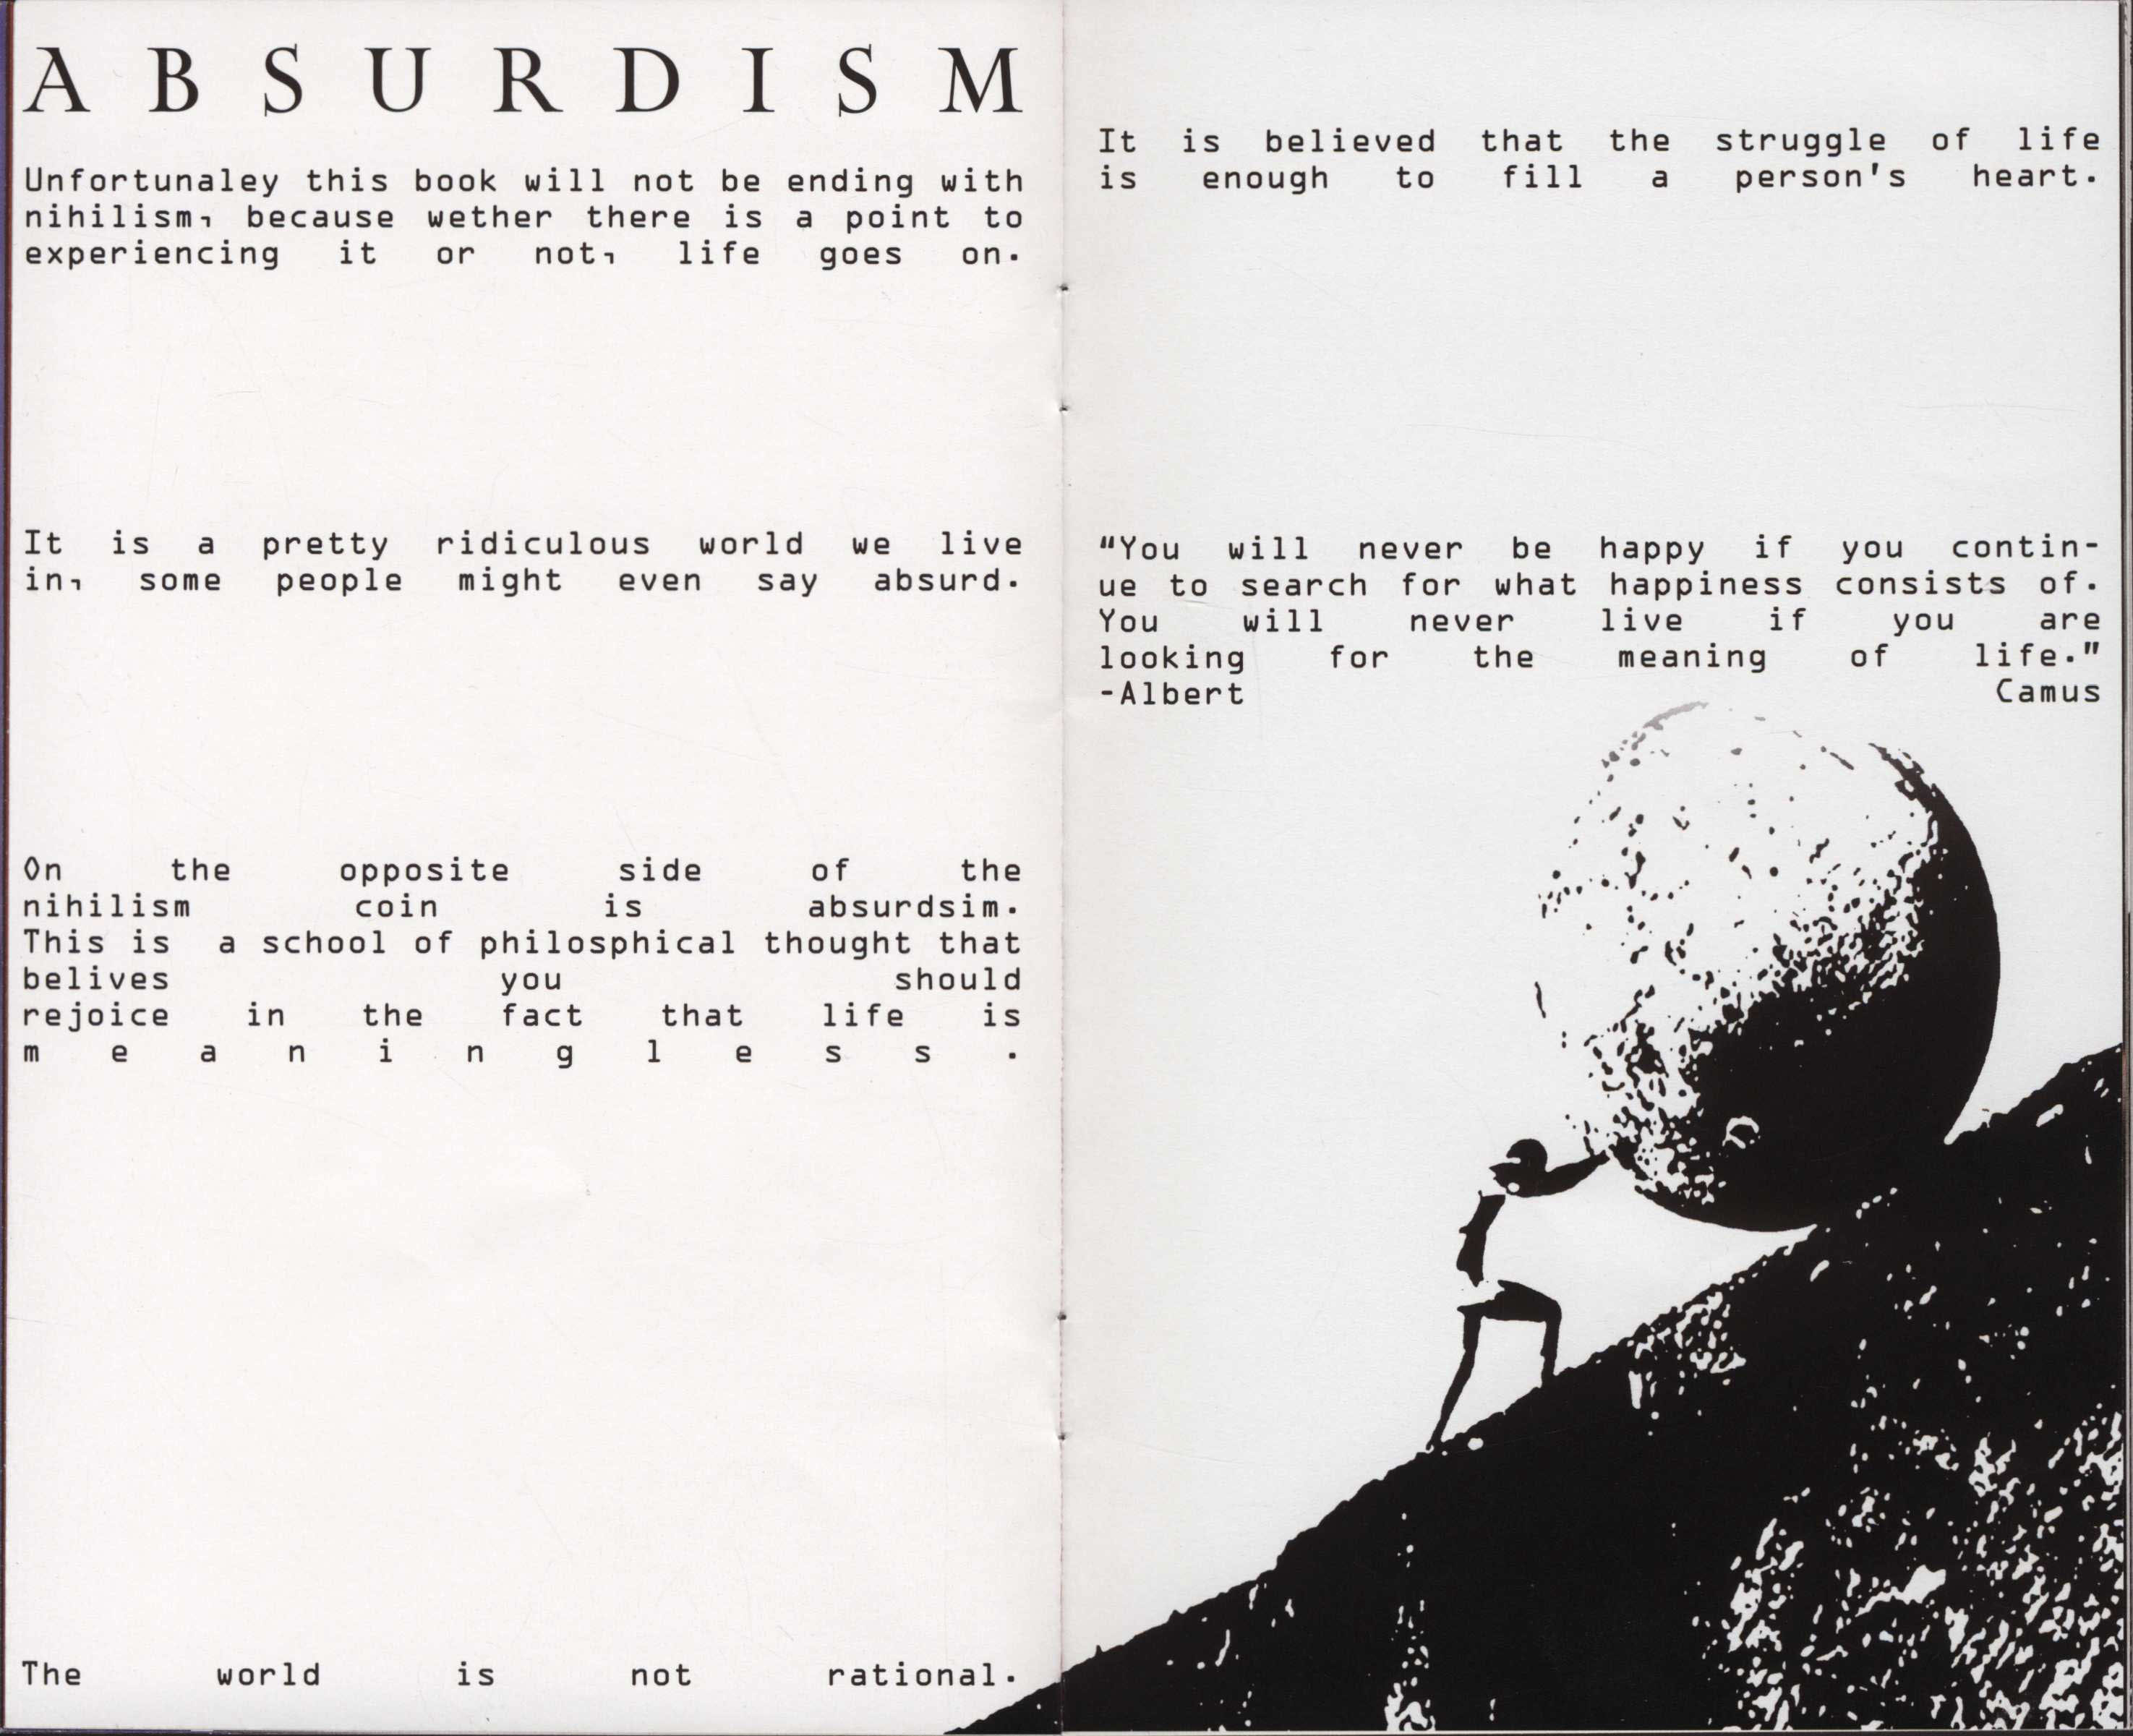 ABSURDISM
Unfortunaley this book will not be ending with
nihilism, because wether there is a point to
experiencing it or not, life goes on.
It is a pretty ridiculous world we live
in, some people might even say absurd.
On the opposite side of the
nihilism coin is absurdsim.
This is a school of philosphical thought that
belives you should
rejoice in the fact that life is
meaningless.
The world is not rational.
It is believed that the struggle of life
is enough to fill a person's heart.
"You will never be happy if you contin-
ue to search for what happiness consists of.
You will never live if you are
looking for the meaning of life."
-Albert Camus